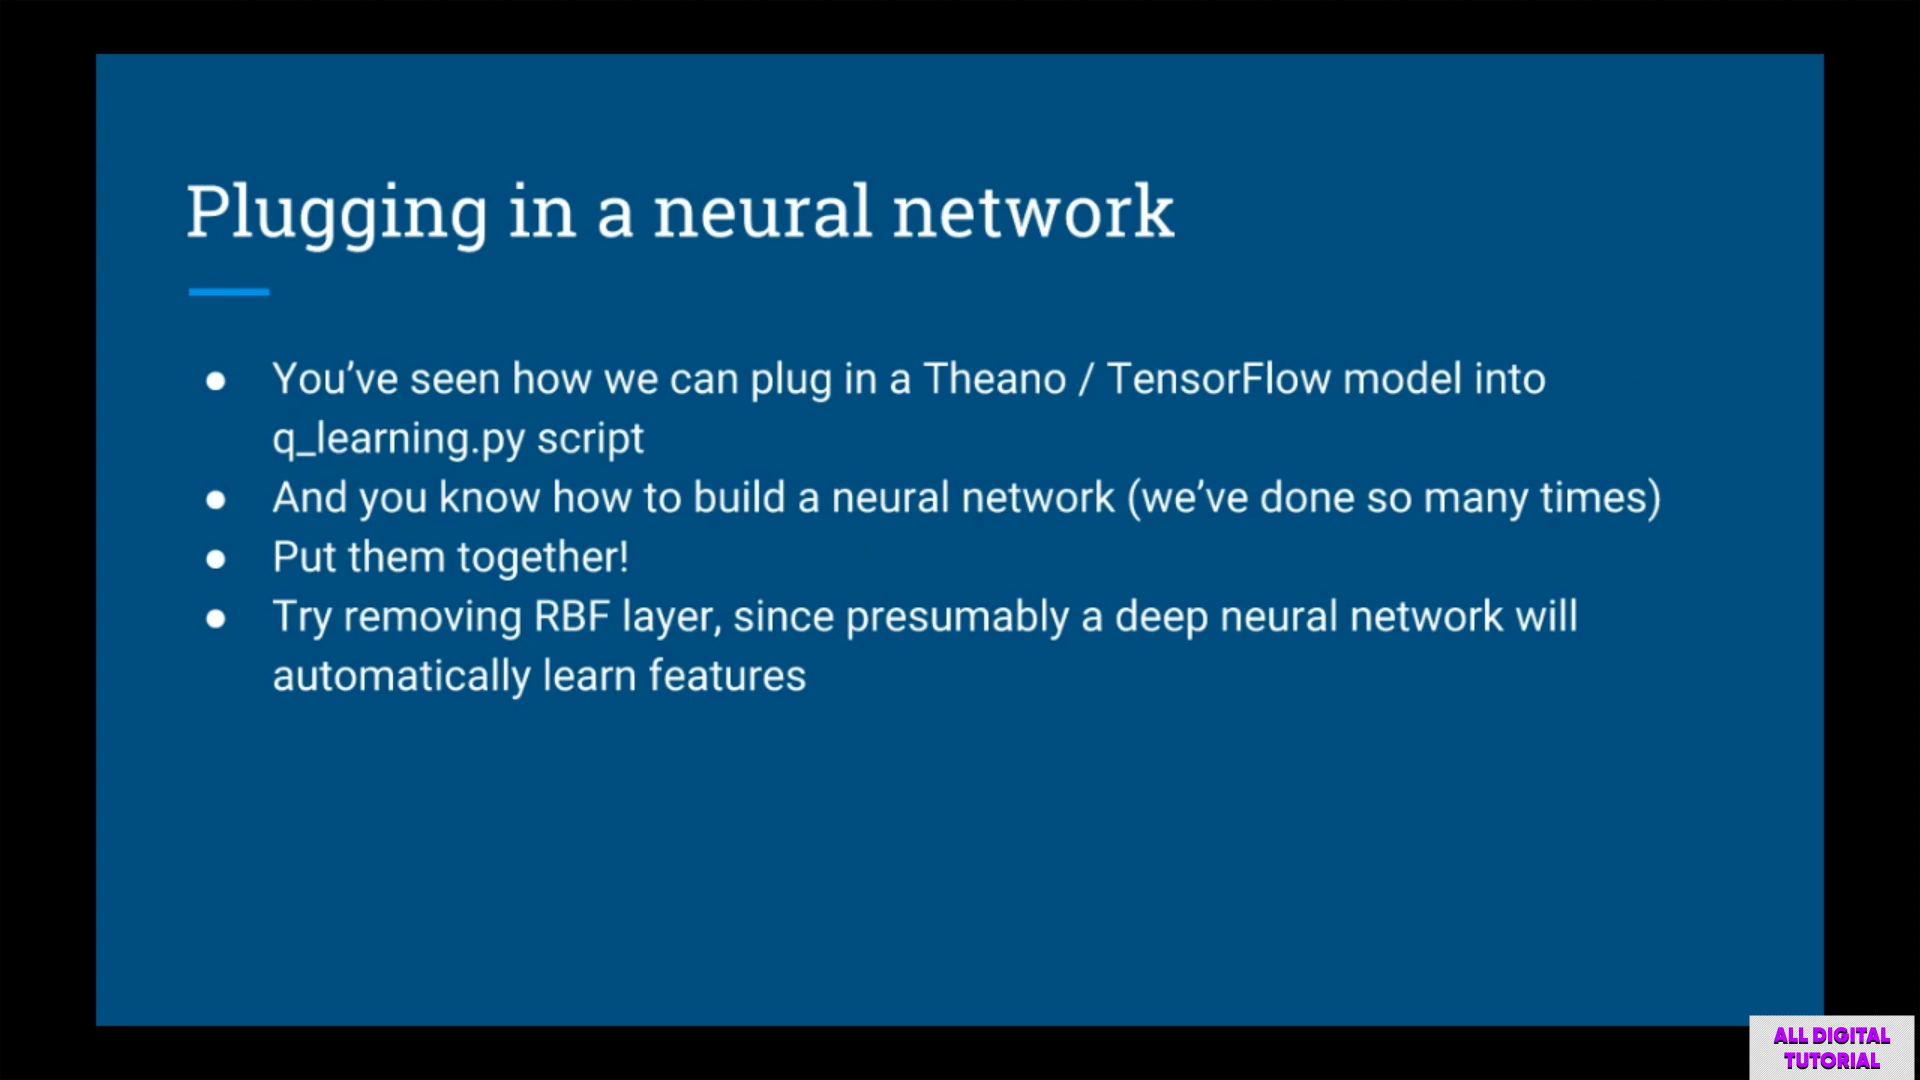 Plugging in a neural network
● You’ve seen how we can plug in a Theano / TensorFlow model into
q_learning.py script
● And you know how to build a neural network (we’ve done so many times)
● Put them together!
● Try removing RBF layer, since presumably a deep neural network will
automatically learn features
ALL DIGITAL
TUTORIAL